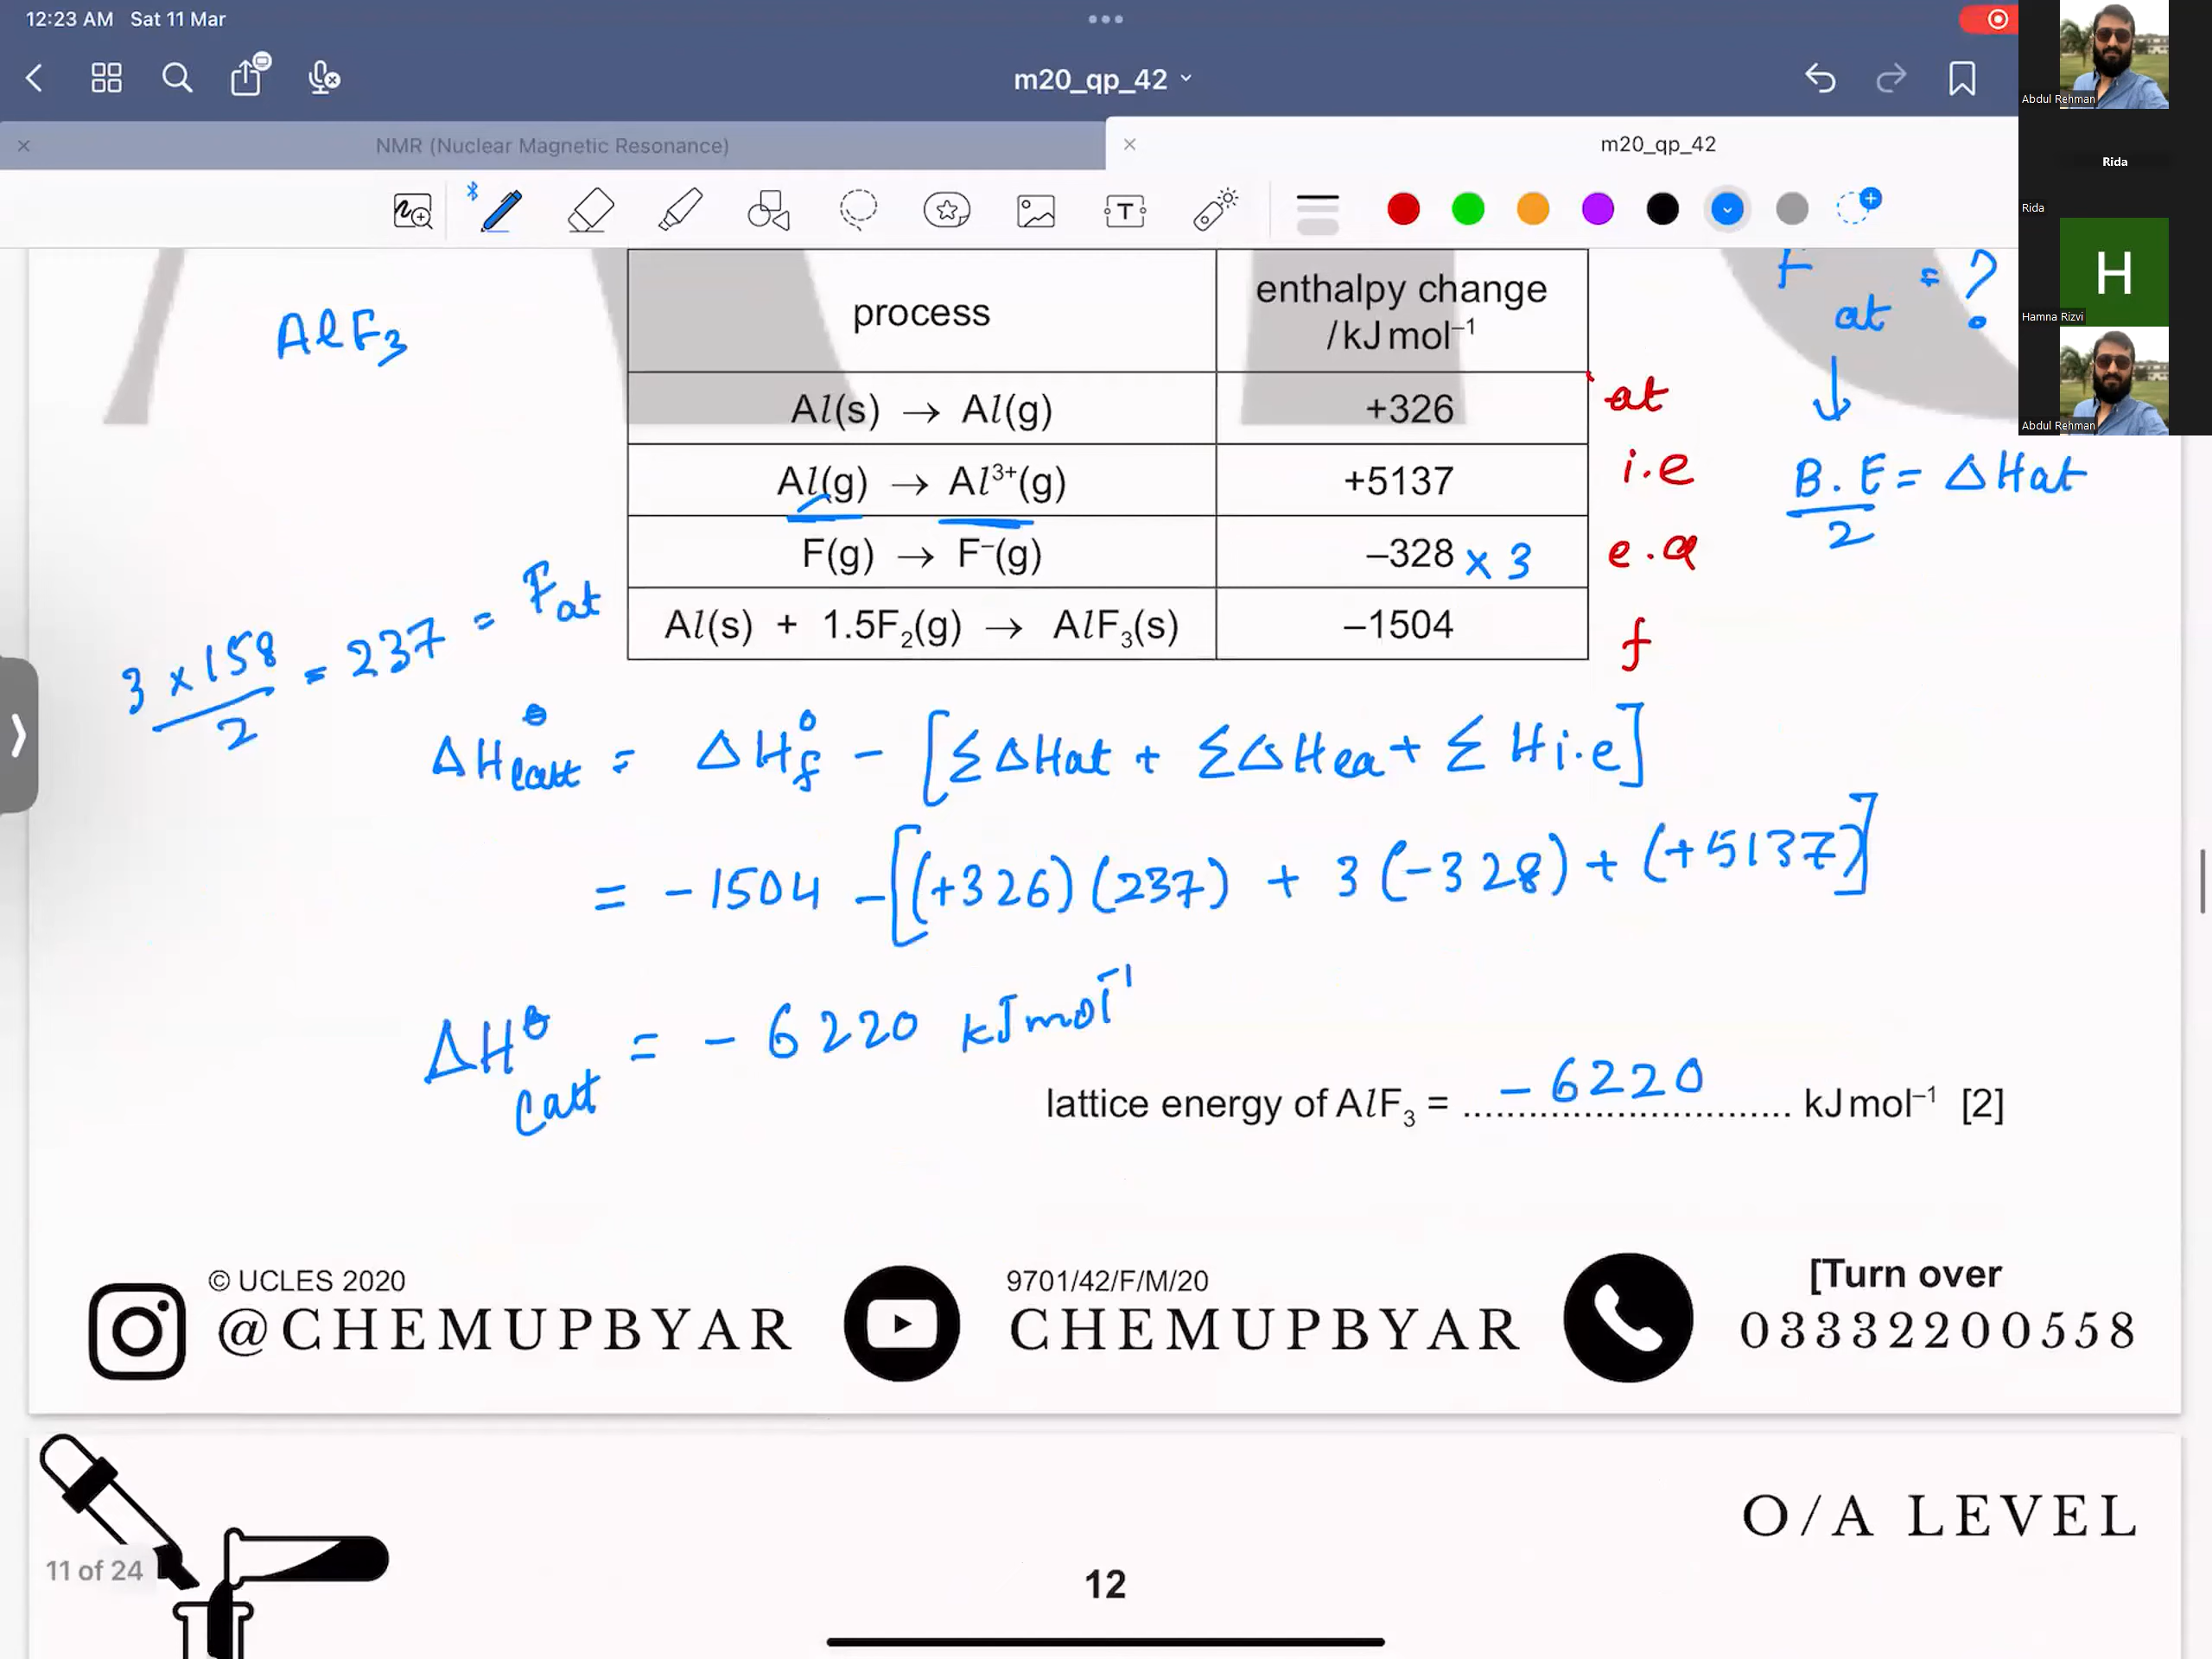 12:23 AM Sat 11 Mar
m20_qp_42
NMR (Nuclear Magnetic Resonance)
m20_qp_42
Abdul Rehman
Rida
Rida
H
Hamna Rizvi
Abdul Rehman
AlF₃
process
enthalpy change
/kJ mol⁻¹
Al(s) → Al(g) +326 at
Al(g) → Al³⁺(g) +5137 i.e
F(g) → F⁻(g) –328 × 3 e.a
Al(s) + 1.5F₂(g) → AlF₃(s) –1504 f
F at = ?
↓
B.E/2 = ΔHat
3 × 158/2 = 237 = F at
ΔH⦵latt = ΔH°f − [ΣΔHat + ΣΔHea + ΣHi.e]
= −1504 − [(+326)(237) + 3(−328) + (+5137)]
ΔH⦵latt = −6220 kJmol⁻¹
lattice energy of AlF₃ = −6220 kJ mol⁻¹ [2]
© UCLES 2020
9701/42/F/M/20
[Turn over
@CHEMUPBYAR
CHEMUPBYAR
03332200558
O/A LEVEL
11 of 24
12